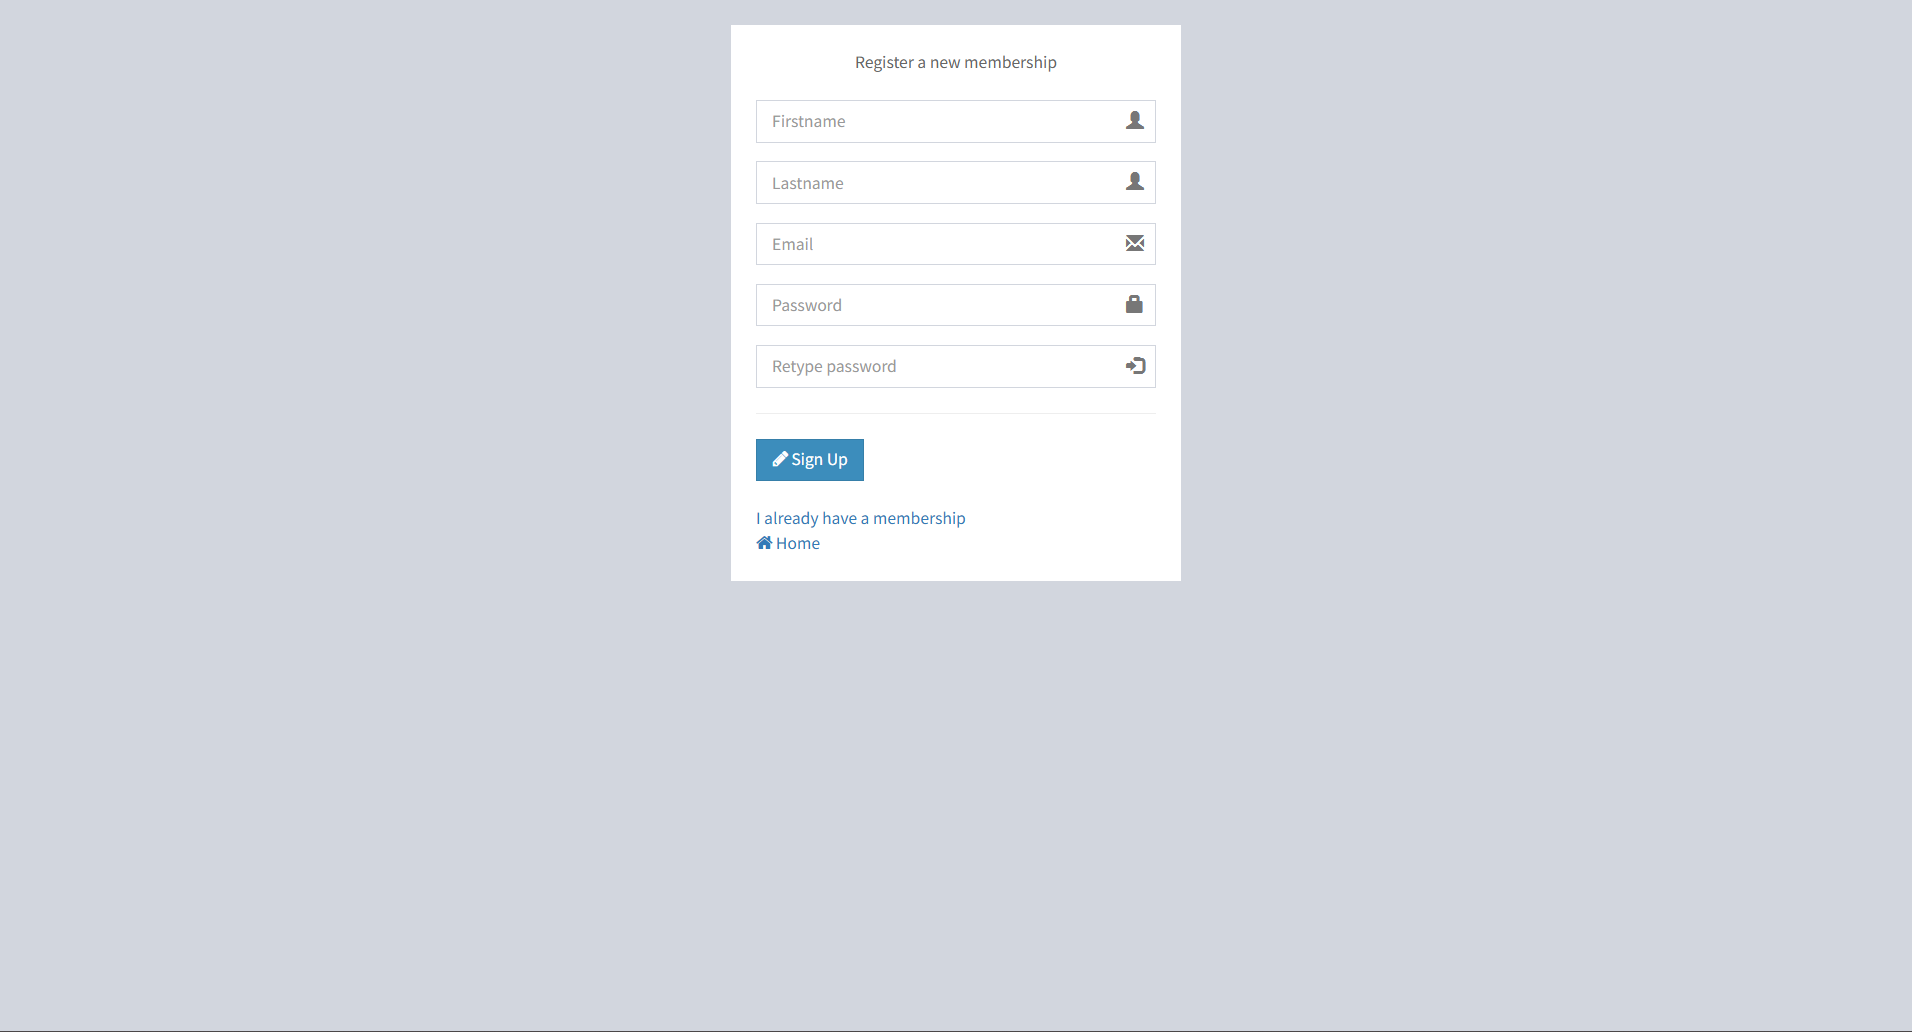 Register a new membership
Firstname
Lastname
Email
Password
Retype password
Sign Up
I already have a membership
Home